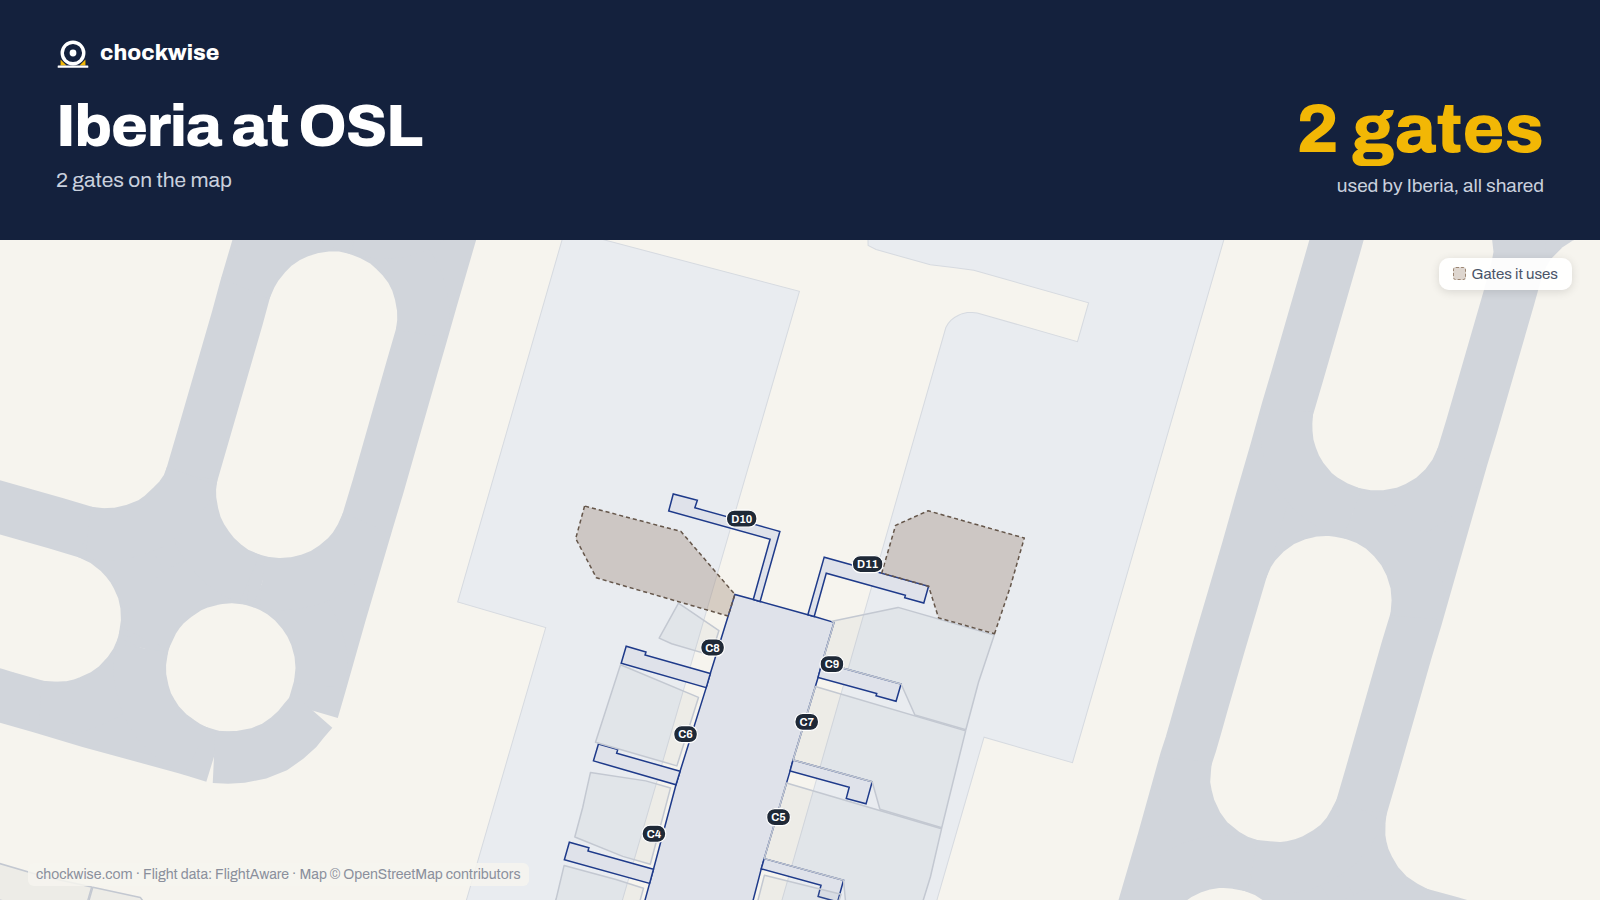 chockwise
Iberia at OSL
2 gates on the map
2 gates
used by Iberia, all shared
Gates it uses
D10
D11
C8
C9
C7
C6
C5
C4
chockwise.com · Flight data: FlightAware · Map © OpenStreetMap contributors